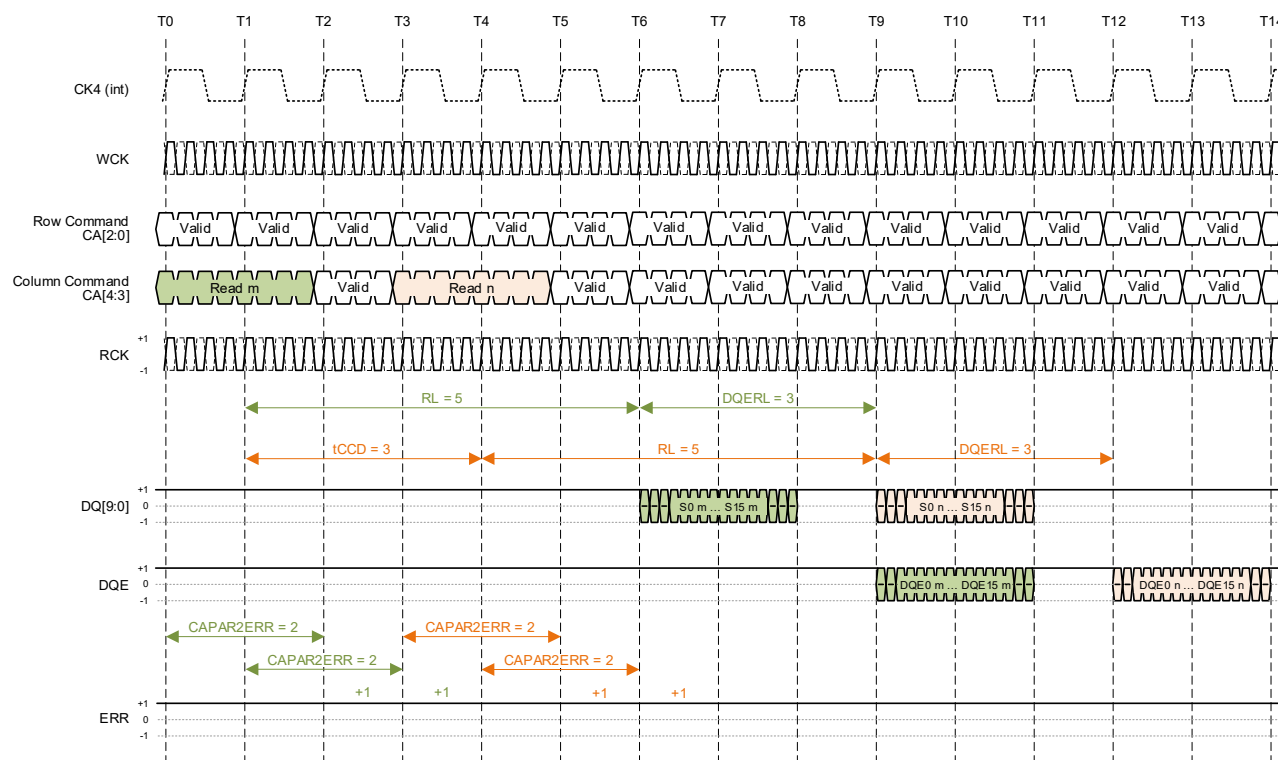 T0 T1 T2 T3 T4 T5 T6 T7 T8 T9 T10 T11 T12 T13 T14
CK4 (int)
WCK
Row Command
CA[2:0]
Valid Valid Valid Valid Valid Valid Valid Valid Valid Valid Valid Valid Valid Valid
Column Command
CA[4:3]
Read m Valid Read n Valid Valid Valid Valid Valid Valid Valid Valid Valid
RCK
+1
-1
RL = 5 DQERL = 3
tCCD = 3 RL = 5 DQERL = 3
DQ[9:0]
+1
0
-1
S0 m ... S15 m S0 n ... S15 n
DQE
+1
0
-1
DQE0 m ... DQE15 m DQE0 n ... DQE15 n
CAPAR2ERR = 2 CAPAR2ERR = 2
CAPAR2ERR = 2 CAPAR2ERR = 2
+1 +1 +1 +1
ERR
+1
0
-1